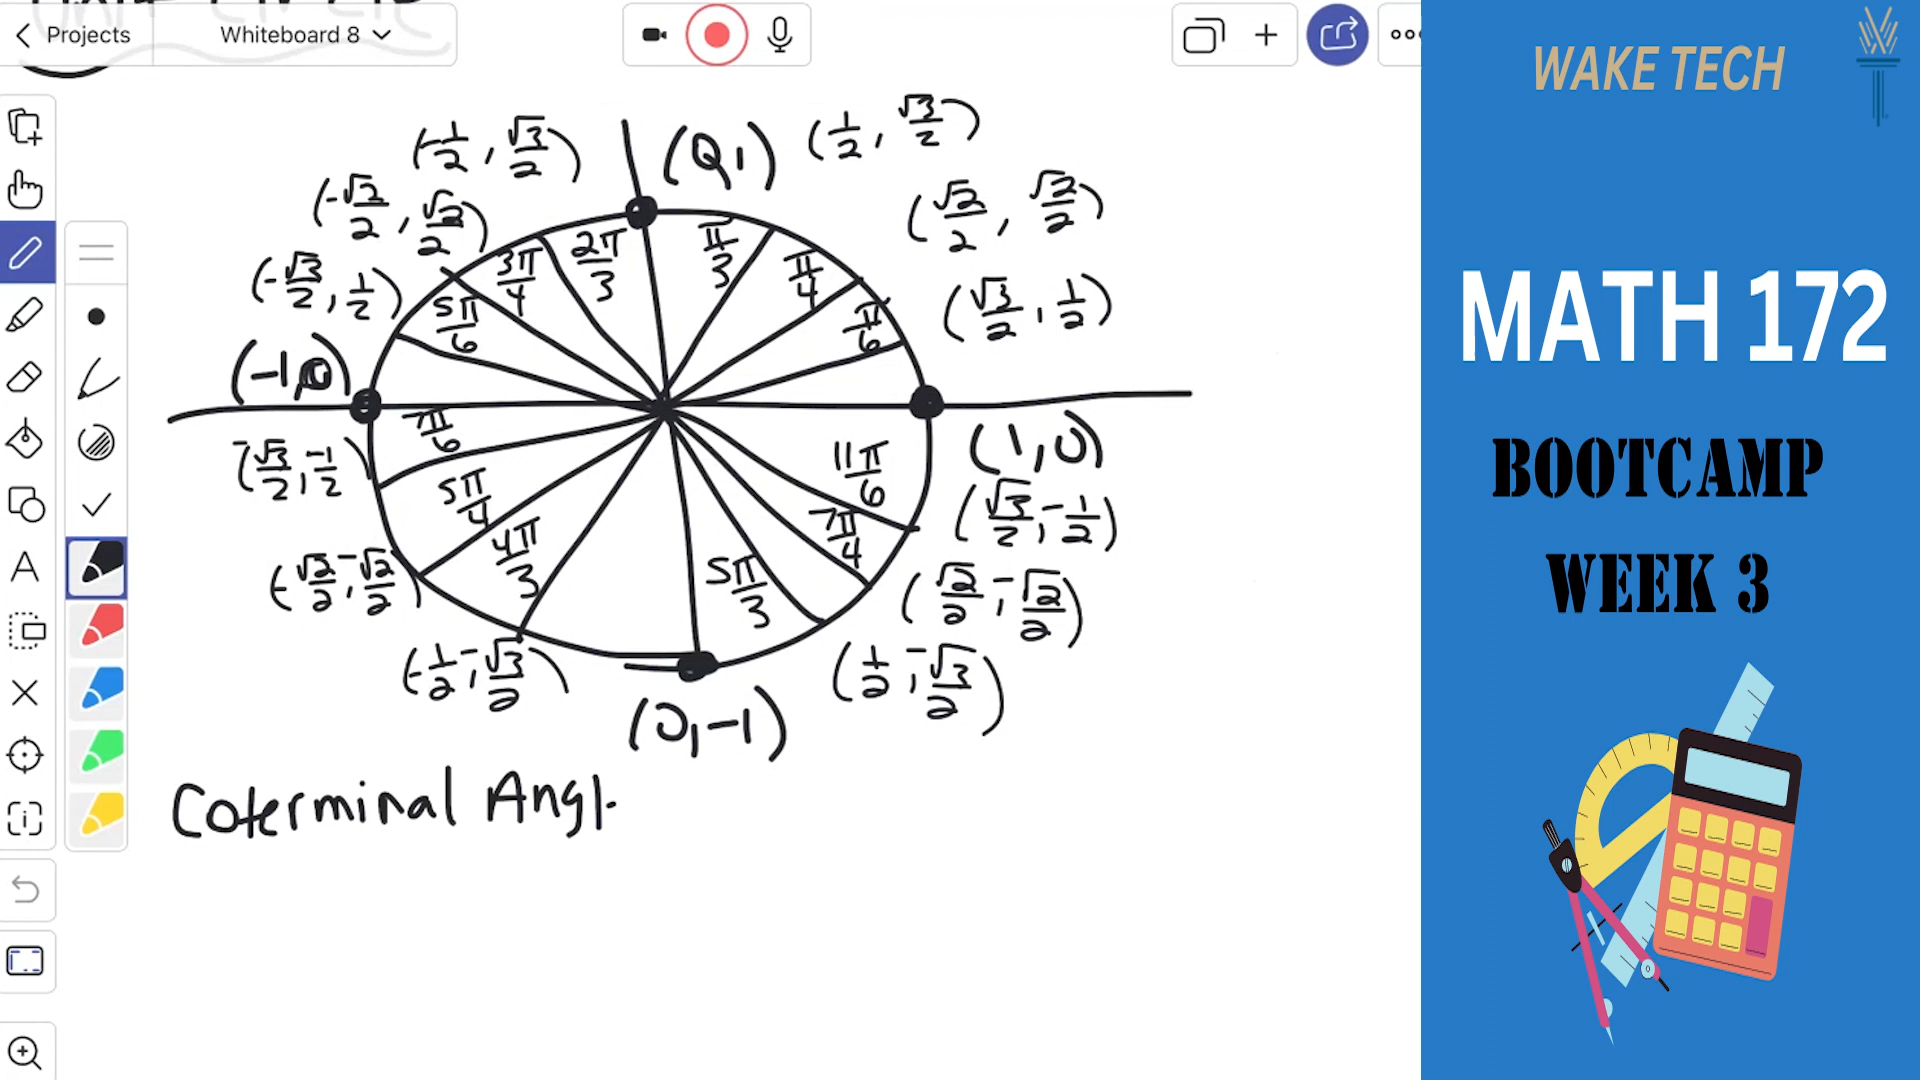 Projects
Whiteboard 8
(-1/2, √3/2) (0,1) (1/2, √3/2)
(-√2/2, √2/2) (√2/2, √2/2)
(-√3/2, 1/2) (√3/2, 1/2)
3π/4 2π/3 π/3 π/4
5π/6 π/6
(-1,0) (1,0)
7π/6 11π/6
-(√3/2, -1/2) (√3/2, -1/2)
5π/4 7π/4
4π/3 5π/3
(-√2/2, -√2/2) (√2/2, -√2/2)
(-1/2, -√3/2) (1/2, -√3/2)
(0,-1)
Coterminal Angl
A
WAKE TECH
MATH 172
BOOTCAMP
WEEK 3